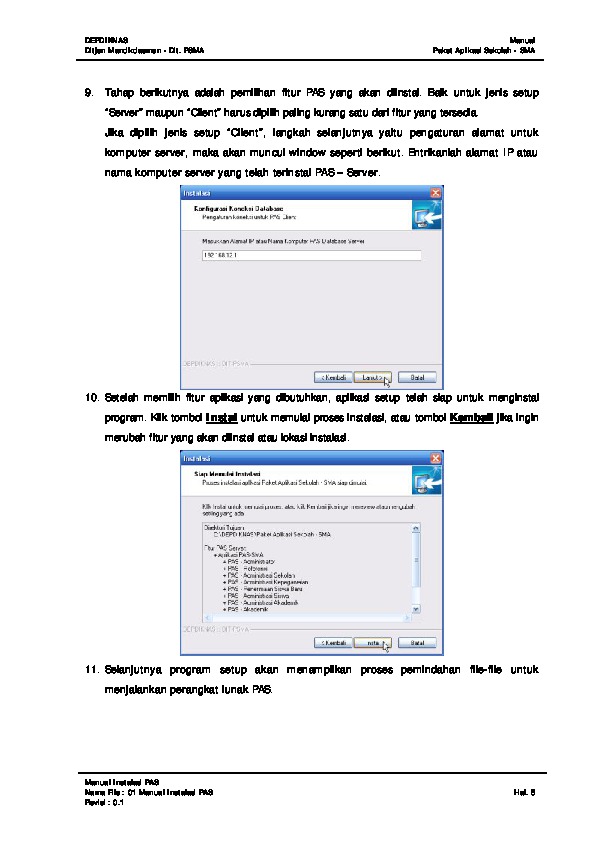 DEPDIKNAS Manual
Ditjen Mandikdasmen - Dit. PSMA Paket Aplikasi Sekolah - SMA
9. Tahap berikutnya adalah pemilihan fitur PAS yang akan diinstal. Baik untuk jenis setup
“Server” maupun “Client” harus dipilih paling kurang satu dari fitur yang tersedia.
Jika dipilih jenis setup “Client”, langkah selanjutnya yaitu pengaturan alamat untuk
komputer server, maka akan muncul window seperti berikut. Entrikanlah alamat IP atau
nama komputer server yang telah terinstal PAS – Server.
Instalasi
Konfigurasi Koneksi Database
Pengaturan koneksi untuk PAS Client
Masukkan Alamat IP atau Nama Komputer PAS Database Server
192.168.12.1
DEPDIKNAS :: DIT-PSMA
< Kembali Lanjut > Batal
10. Setelah memilih fitur aplikasi yang dibutuhkan, aplikasi setup telah siap untuk menginstal
program. Klik tombol Instal untuk memulai proses instalasi, atau tombol Kembali jika ingin
merubah fitur yang akan diinstal atau lokasi instalasi.
Instalasi
Siap Memulai Instalasi
Proses instalasi aplikasi Paket Aplikasi Sekolah - SMA siap dimulai.
Klik Instal untuk memulai proses, atau klik Kembali jika ingin mereview atau mengubah
setting yang ada.
Direktori Tujuan:
C:\DEPDIKNAS\Paket Aplikasi Sekolah - SMA
Fitur PAS Server:
+ Aplikasi PAS-SMA
+ PAS - Administrator
+ PAS - Referensi
+ PAS - Administrasi Sekolah
+ PAS - Administrasi Kepegawaian
+ PAS - Penerimaan Siswa Baru
+ PAS - Administrasi Siswa
+ PAS - Administrasi Akademik
+ PAS - Akademik
DEPDIKNAS :: DIT-PSMA
< Kembali Instal Batal
11. Selanjutnya program setup akan menampilkan proses pemindahan file-file untuk
menjalankan perangkat lunak PAS.
Manual Instalasi PAS
Nama File : 01 Manual Instalasi PAS Hal. 6
Revisi : 0.1